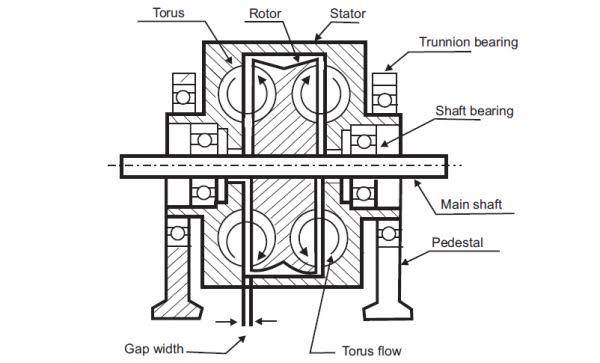 Torus
Rotor
Stator
Trunnion bearing
Shaft bearing
Main shaft
Pedestal
Gap width
Torus flow